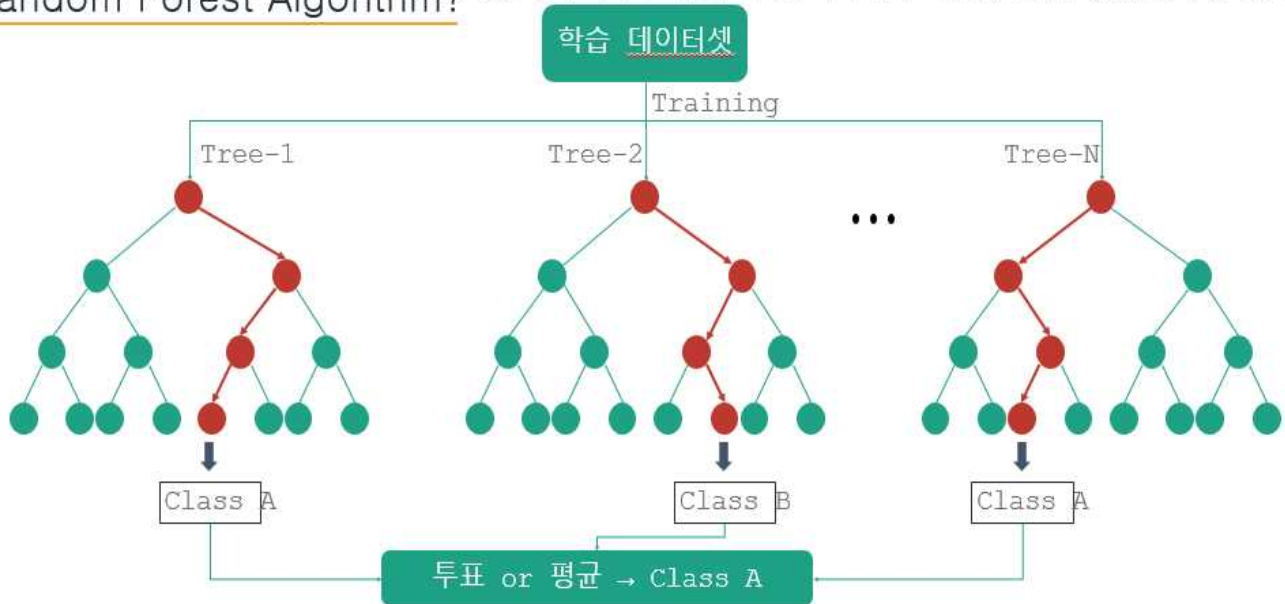 andom Forest Algorithm?
학습 데이터셋
Training
Tree-1
Tree-2
Tree-N
...
Class A
Class B
Class A
투표 or 평균 → Class A